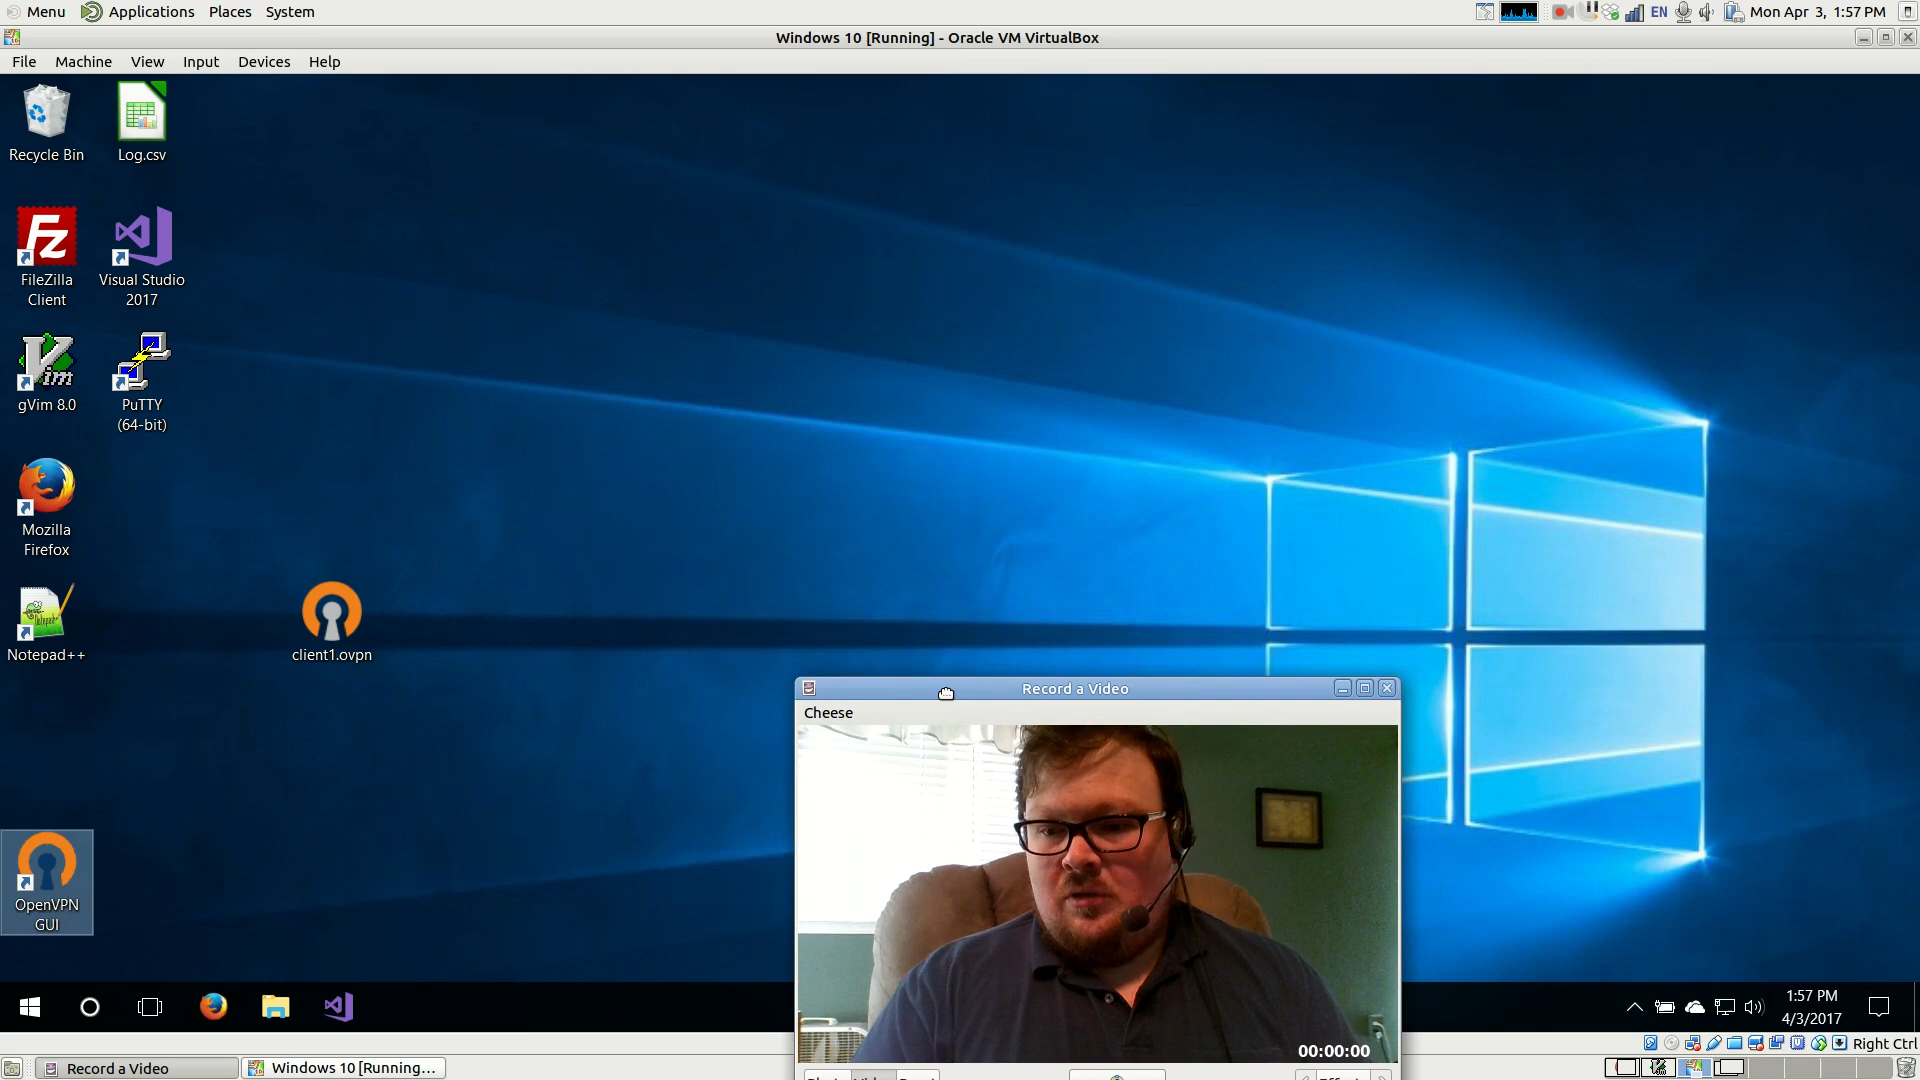 Menu Applications Places System
EN Mon Apr 3, 1:57 PM
Windows 10 [Running] - Oracle VM VirtualBox
File Machine View Input Devices Help
Recycle Bin
Log.csv
FileZilla
Client
Visual Studio
2017
gVim 8.0
PuTTY
(64-bit)
Mozilla
Firefox
Notepad++
client1.ovpn
OpenVPN
GUI
Record a Video
Cheese
00:00:00
1:57 PM
4/3/2017
Right Ctrl
Record a Video
Windows 10 [Running...